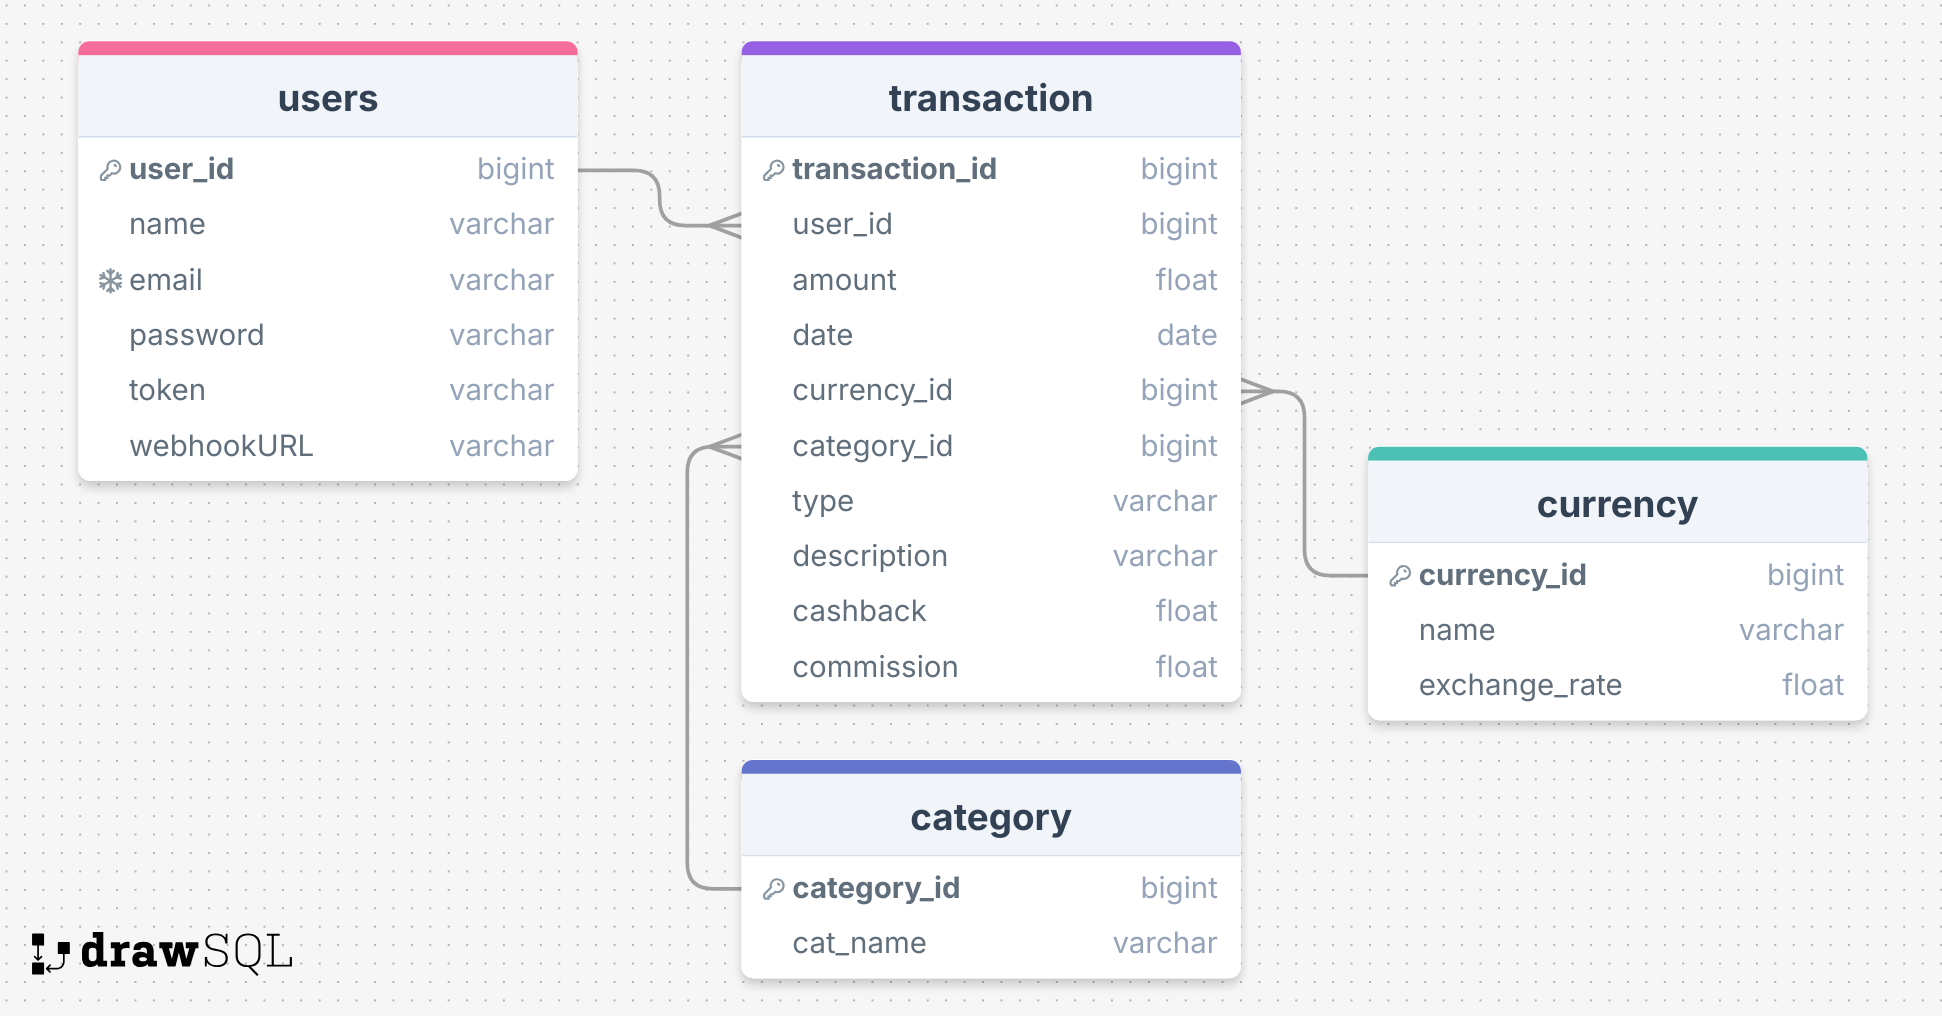 users
user_id bigint
name varchar
email varchar
password varchar
token varchar
webhookURL varchar
transaction
transaction_id bigint
user_id bigint
amount float
date date
currency_id bigint
category_id bigint
type varchar
description varchar
cashback float
commission float
currency
currency_id bigint
name varchar
exchange_rate float
category
category_id bigint
cat_name varchar
drawSQL